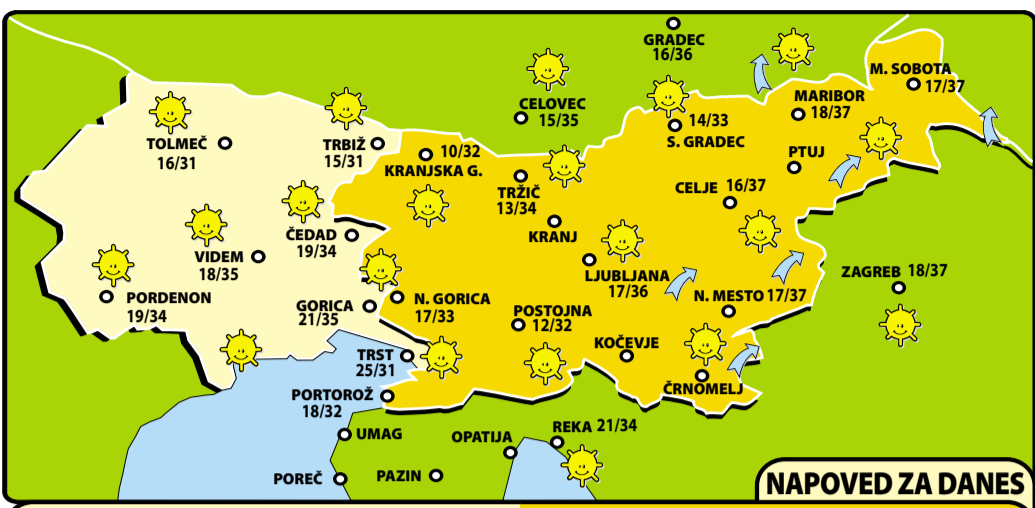 GRADEC
16/36
M. SOBOTA
17/37
CELOVEC
15/35
MARIBOR
18/37
14/33
S. GRADEC
TOLMEČ
16/31
TRBIŽ
15/31
10/32
KRANJSKA G.
PTUJ
TRŽIČ
13/34
CELJE 16/37
KRANJ
ČEDAD
19/34
VIDEM
18/35
LJUBLJANA
17/36
ZAGREB 18/37
PORDENON
19/34
GORICA
21/35
N. GORICA
17/33
N. MESTO 17/37
POSTOJNA
12/32
KOČEVJE
TRST
25/31
ČRNOMELJ
PORTOROŽ
18/32
UMAG
OPATIJA
REKA 21/34
POREČ
PAZIN
NAPOVED ZA DANES